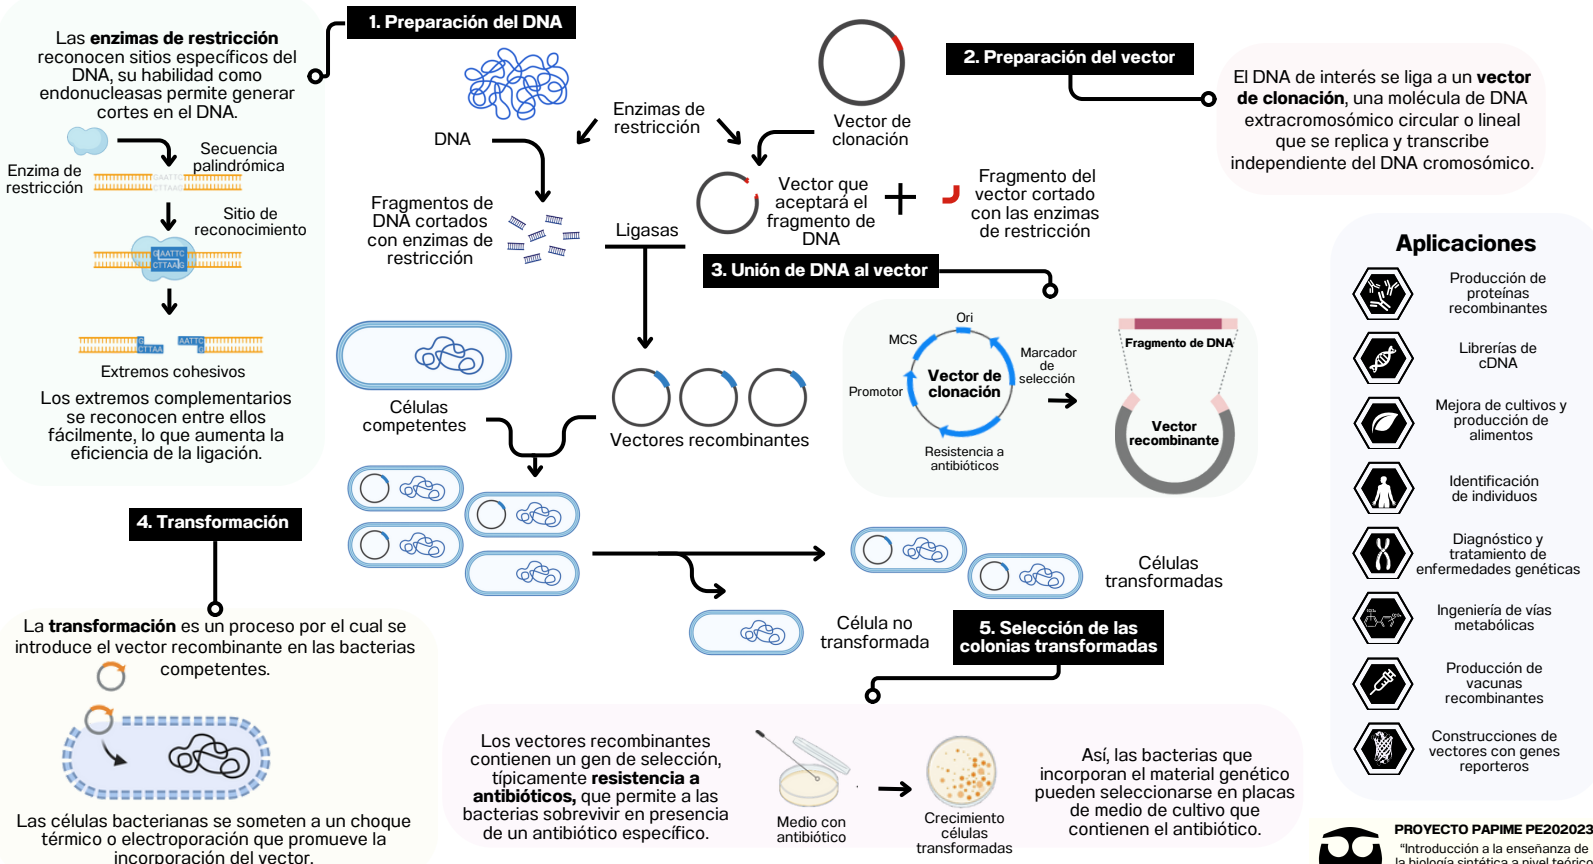 1. Preparación del DNA
Las enzimas de restricción
reconocen sitios específicos del
DNA, su habilidad como
endonucleasas permite generar
cortes en el DNA.
Enzima de
restricción
Secuencia
palindrómica
GAATTC
CTTAAG
Sitio de
reconocimiento
GAATTC
CTTAAG
G
CTTAA
AATTC
G
Extremos cohesivos
Los extremos complementarios
se reconocen entre ellos
fácilmente, lo que aumenta la
eficiencia de la ligación.
DNA
Enzimas de
restricción
Vector de
clonación
Fragmentos de
DNA cortados
con enzimas de
restricción
Ligasas
Vector que
aceptará el
fragmento de
DNA
Fragmento del
vector cortado
con las enzimas
de restricción
2. Preparación del vector
El DNA de interés se liga a un vector
de clonación, una molécula de DNA
extracromosómico circular o lineal
que se replica y transcribe
independiente del DNA cromosómico.
3. Unión de DNA al vector
Ori
MCS
Promotor
Vector de
clonación
Marcador
de
selección
Resistencia a
antibióticos
Fragmento de DNA
Vector
recombinante
Células
competentes
Vectores recombinantes
4. Transformación
La transformación es un proceso por el cual se
introduce el vector recombinante en las bacterias
competentes.
Las células bacterianas se someten a un choque
térmico o electroporación que promueve la
incorporación del vector.
Células
transformadas
Célula no
transformada
5. Selección de las
colonias transformadas
Los vectores recombinantes
contienen un gen de selección,
típicamente resistencia a
antibióticos, que permite a las
bacterias sobrevivir en presencia
de un antibiótico específico.
Medio con
antibiótico
Crecimiento
células
transformadas
Así, las bacterias que
incorporan el material genético
pueden seleccionarse en placas
de medio de cultivo que
contienen el antibiótico.
Aplicaciones
Producción de
proteínas
recombinantes
Librerías de
cDNA
Mejora de cultivos y
producción de
alimentos
Identificación
de individuos
Diagnóstico y
tratamiento de
enfermedades genéticas
Ingeniería de vías
metabólicas
Producción de
vacunas
recombinantes
Construcciones de
vectores con genes
reporteros
PROYECTO PAPIME PE202023
"Introducción a la enseñanza de
la biología sintética a nivel teórico